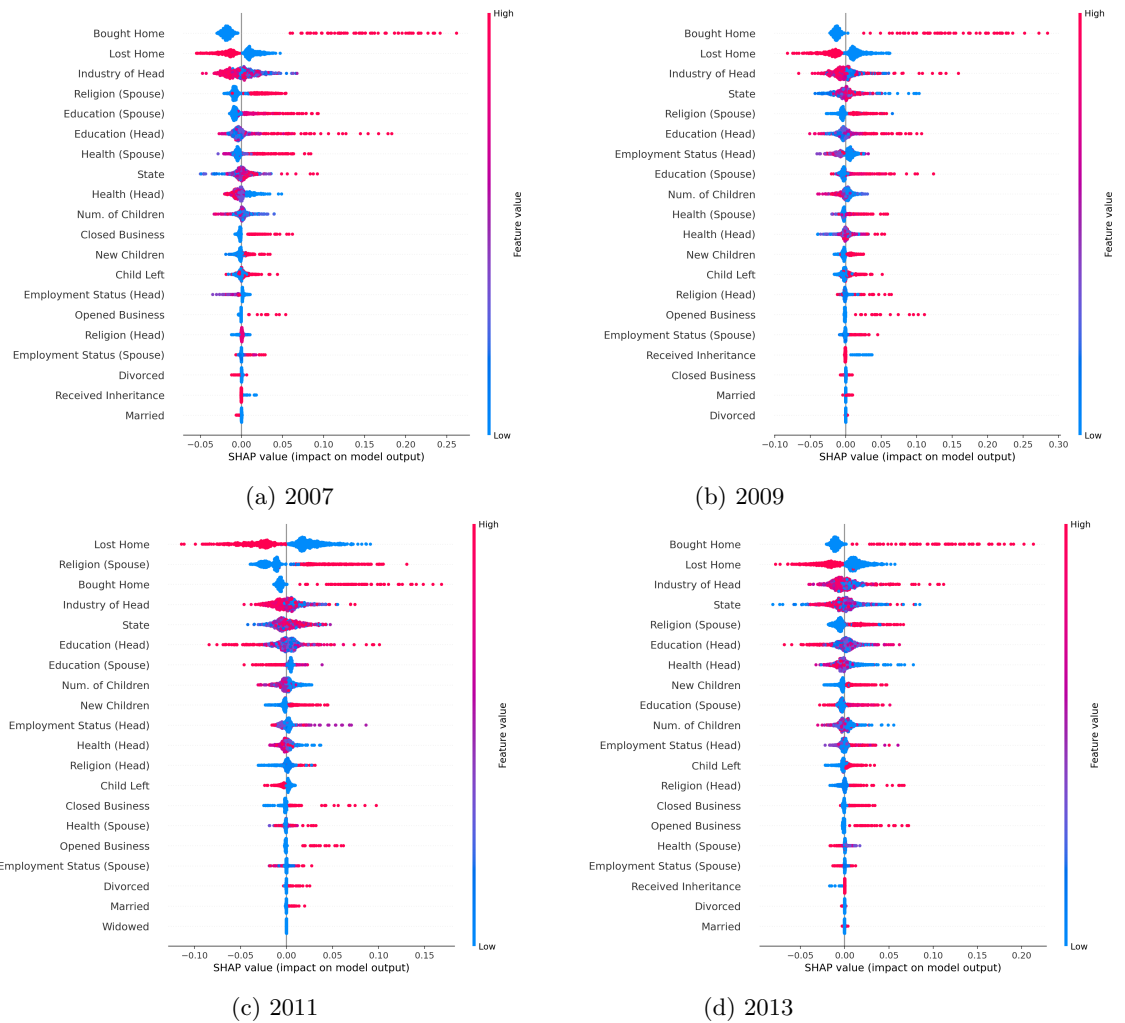 High
Bought Home
Lost Home
Industry of Head
Religion (Spouse)
Education (Spouse)
Education (Head)
Health (Spouse)
State
Health (Head)
Num. of Children
Closed Business
New Children
Child Left
Employment Status (Head)
Opened Business
Religion (Head)
Employment Status (Spouse)
Divorced
Received Inheritance
Married
Feature value
Low
−0.05 0.00 0.05 0.10 0.15 0.20 0.25
SHAP value (impact on model output)
(a) 2007
High
Bought Home
Lost Home
Industry of Head
State
Religion (Spouse)
Education (Head)
Employment Status (Head)
Education (Spouse)
Num. of Children
Health (Spouse)
Health (Head)
New Children
Child Left
Religion (Head)
Opened Business
Employment Status (Spouse)
Received Inheritance
Closed Business
Married
Divorced
Feature value
Low
−0.10 −0.05 0.00 0.05 0.10 0.15 0.20 0.25 0.30
SHAP value (impact on model output)
(b) 2009
High
Lost Home
Religion (Spouse)
Bought Home
Industry of Head
State
Education (Head)
Education (Spouse)
Num. of Children
New Children
Employment Status (Head)
Health (Head)
Religion (Head)
Child Left
Closed Business
Health (Spouse)
Opened Business
Employment Status (Spouse)
Divorced
Married
Widowed
Feature value
Low
−0.10 −0.05 0.00 0.05 0.10 0.15
SHAP value (impact on model output)
(c) 2011
High
Bought Home
Lost Home
Industry of Head
State
Religion (Spouse)
Education (Head)
Health (Head)
New Children
Education (Spouse)
Num. of Children
Employment Status (Head)
Child Left
Religion (Head)
Closed Business
Opened Business
Health (Spouse)
Employment Status (Spouse)
Received Inheritance
Divorced
Married
Feature value
Low
−0.05 0.00 0.05 0.10 0.15 0.20
SHAP value (impact on model output)
(d) 2013